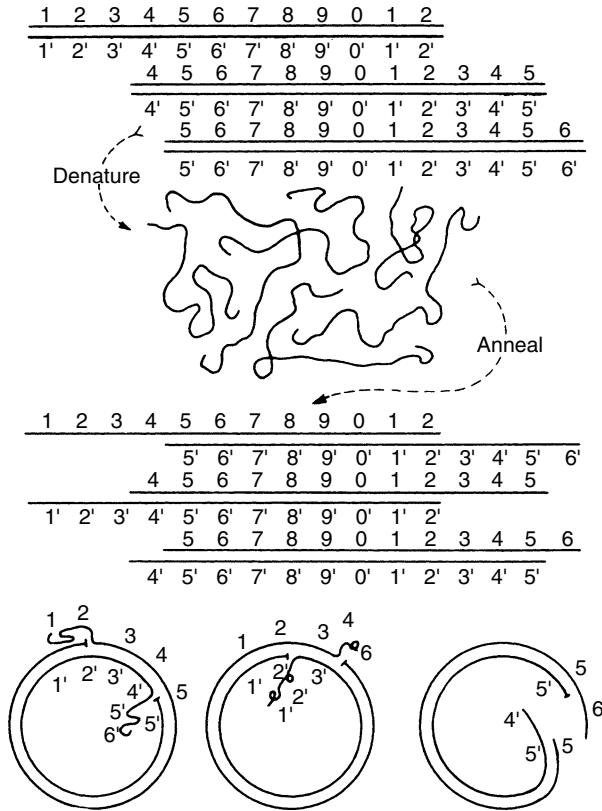 1 2 3 4 5 6 7 8 9 0 1 2
1' 2' 3' 4' 5' 6' 7' 8' 9' 0' 1' 2'
4 5 6 7 8 9 0 1 2 3 4 5
4' 5' 6' 7' 8' 9' 0' 1' 2' 3' 4' 5'
5 6 7 8 9 0 1 2 3 4 5 6
5' 6' 7' 8' 9' 0' 1' 2' 3' 4' 5' 6'
Denature
Anneal
1 2 3 4 5 6 7 8 9 0 1 2
5' 6' 7' 8' 9' 0' 1' 2' 3' 4' 5' 6'
4 5 6 7 8 9 0 1 2 3 4 5
1' 2' 3' 4' 5' 6' 7' 8' 9' 0' 1' 2'
5 6 7 8 9 0 1 2 3 4 5 6
4' 5' 6' 7' 8' 9' 0' 1' 2' 3' 4' 5'
1 2 3 4 5
1' 2' 3' 4' 5' 5' 6'
1 2 3 4 6
1' 2' 3' 1' 2'
5 6
5' 4' 5' 5